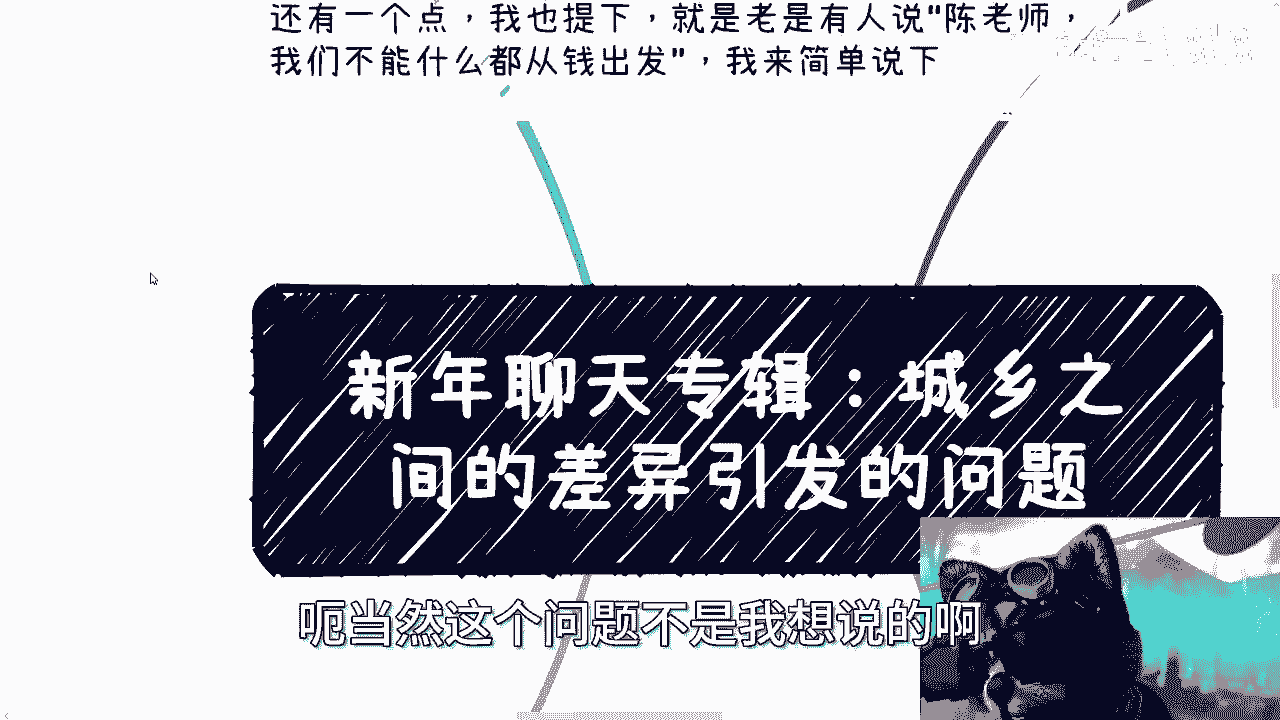 还有一个点，我也提下，就是老是有人说"陈老师，
我们不能什么都从钱出发"，我来简单说下
新年聊天专辑：城乡之
间的差异引发的问题
呃当然这个问题不是我想说的啊